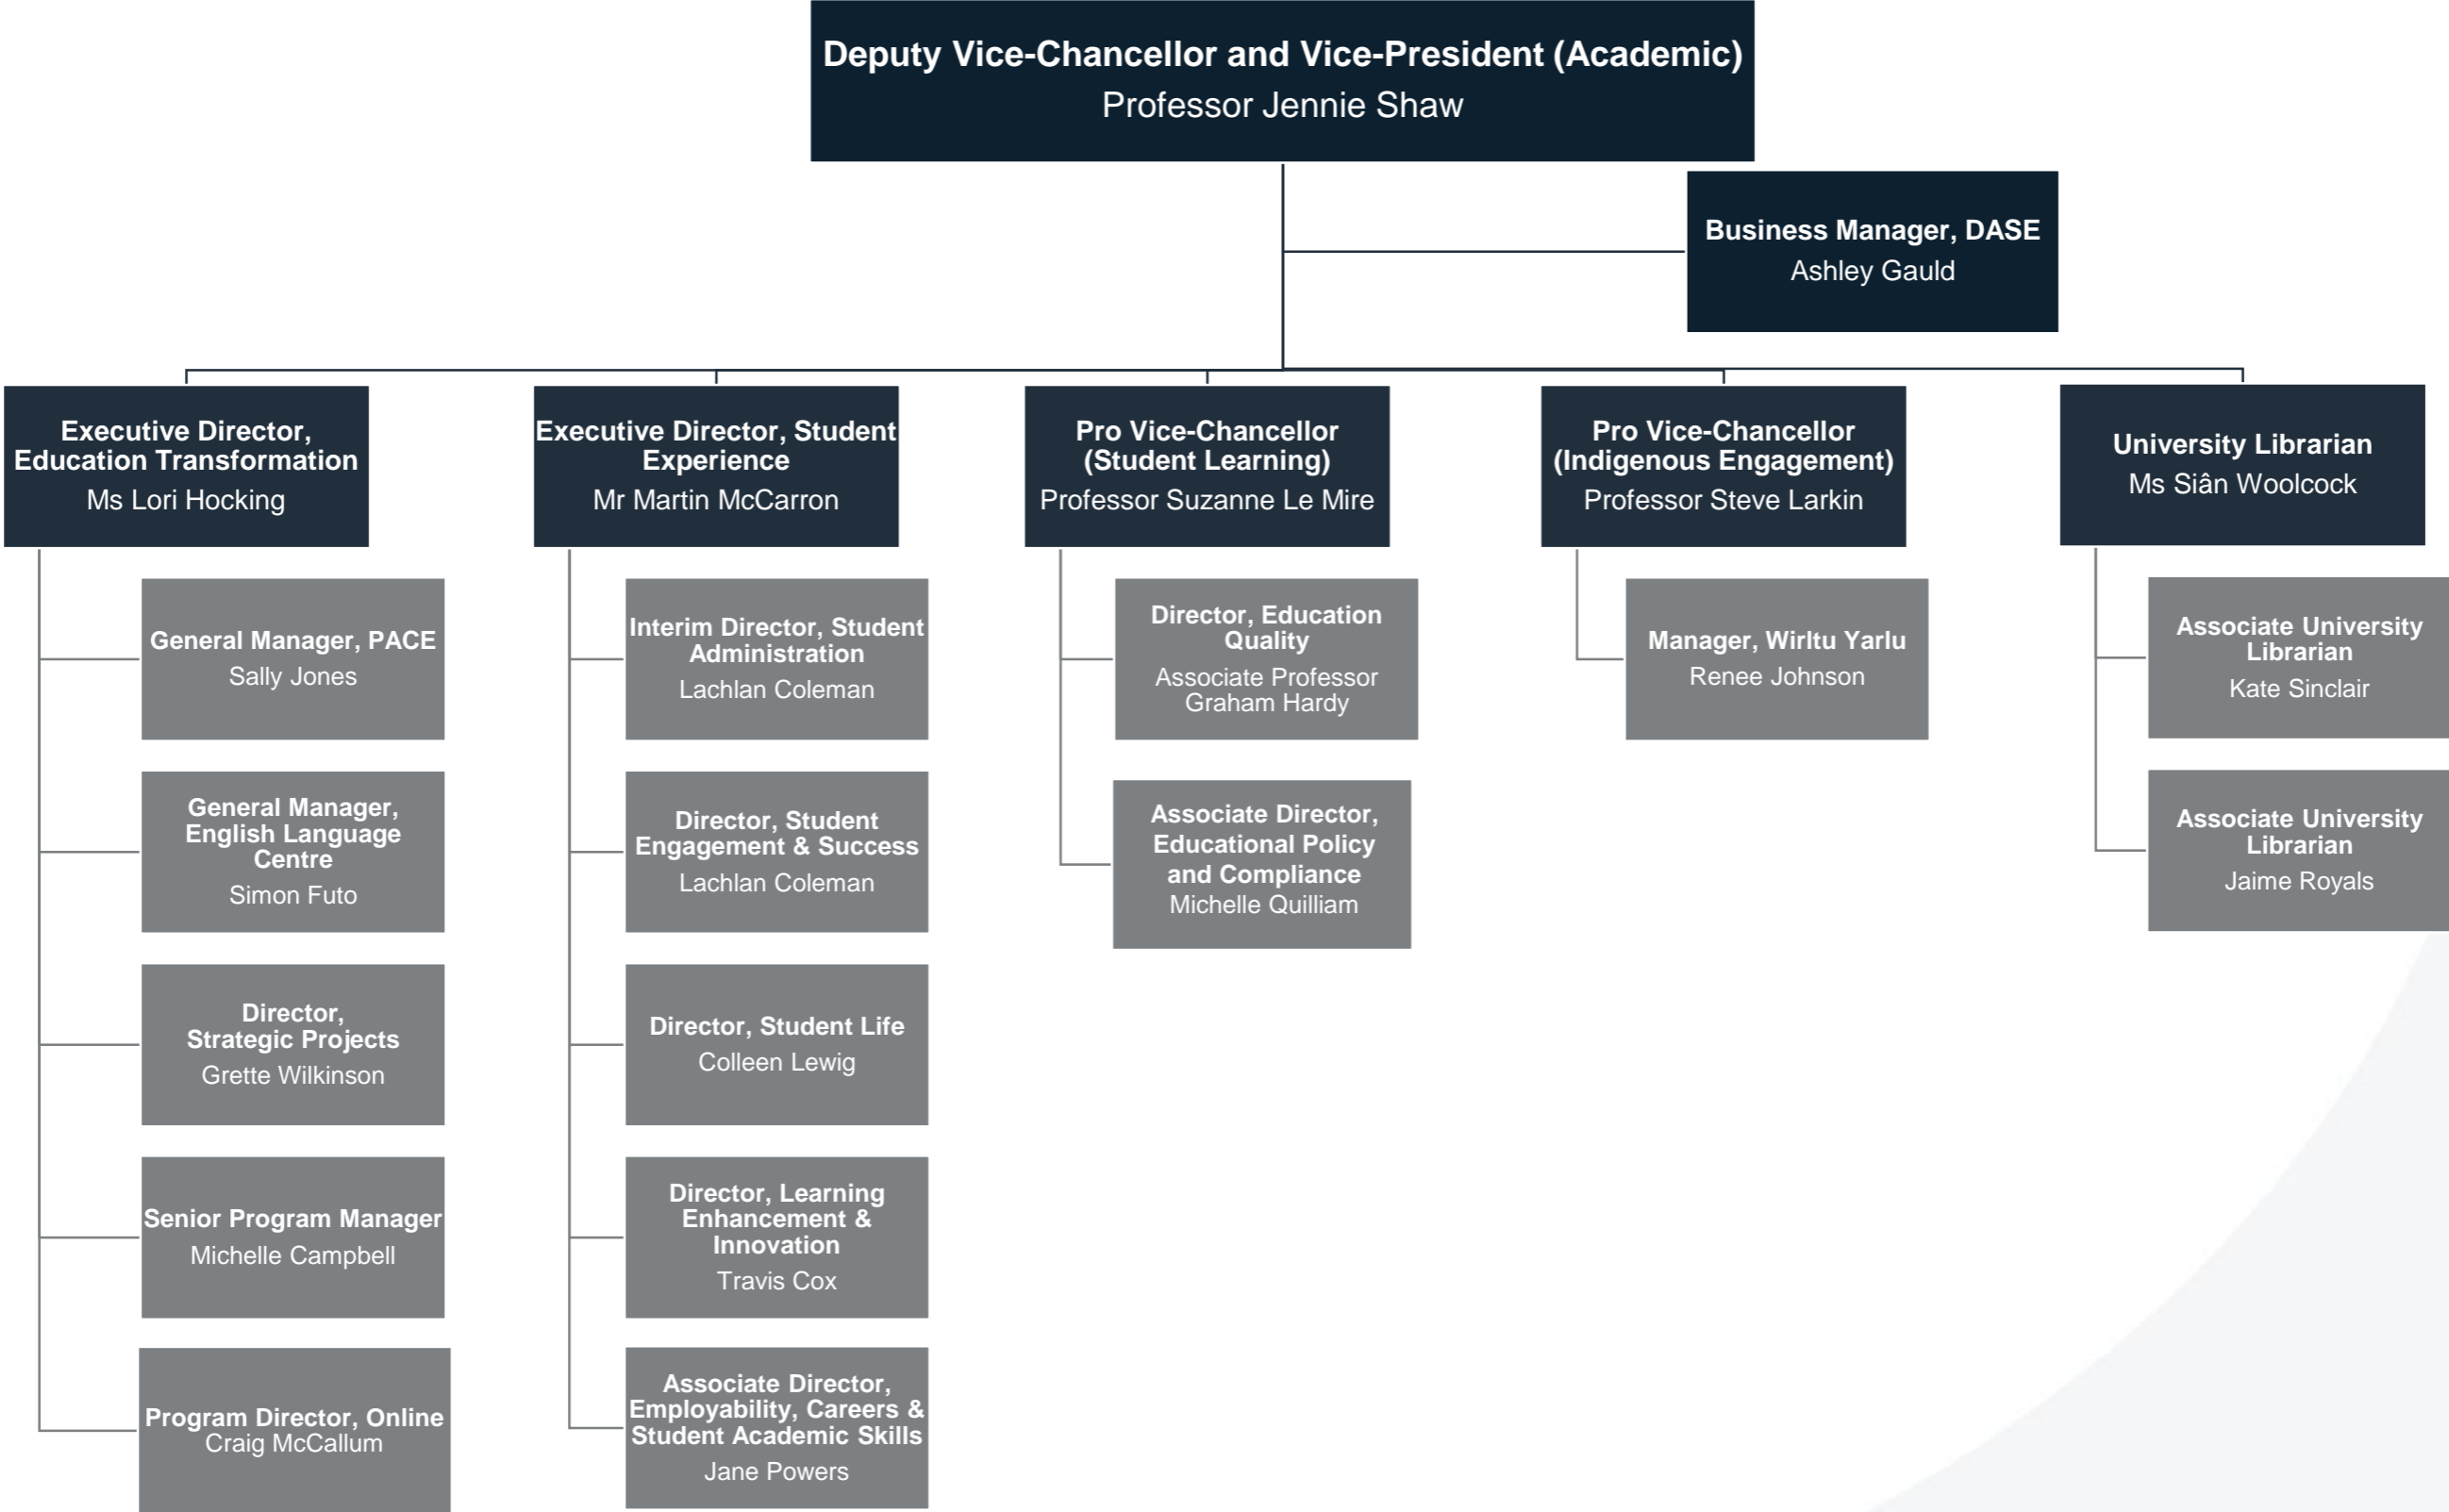 Deputy Vice-Chancellor and Vice-President (Academic)
Professor Jennie Shaw
Business Manager, DASE
Ashley Gauld
Executive Director,
Education Transformation
Ms Lori Hocking
General Manager, PACE
Sally Jones
General Manager,
English Language
Centre
Simon Futo
Director,
Strategic Projects
Grette Wilkinson
Senior Program Manager
Michelle Campbell
Program Director, Online
Craig McCallum
Executive Director, Student
Experience
Mr Martin McCarron
Interim Director, Student
Administration
Lachlan Coleman
Director, Student
Engagement & Success
Lachlan Coleman
Director, Student Life
Colleen Lewig
Director, Learning
Enhancement &
Innovation
Travis Cox
Associate Director,
Employability, Careers &
Student Academic Skills
Jane Powers
Pro Vice-Chancellor
(Student Learning)
Professor Suzanne Le Mire
Director, Education
Quality
Associate Professor
Graham Hardy
Associate Director,
Educational Policy
and Compliance
Michelle Quilliam
Pro Vice-Chancellor
(Indigenous Engagement)
Professor Steve Larkin
Manager, Wirltu Yarlu
Renee Johnson
University Librarian
Ms Siân Woolcock
Associate University
Librarian
Kate Sinclair
Associate University
Librarian
Jaime Royals